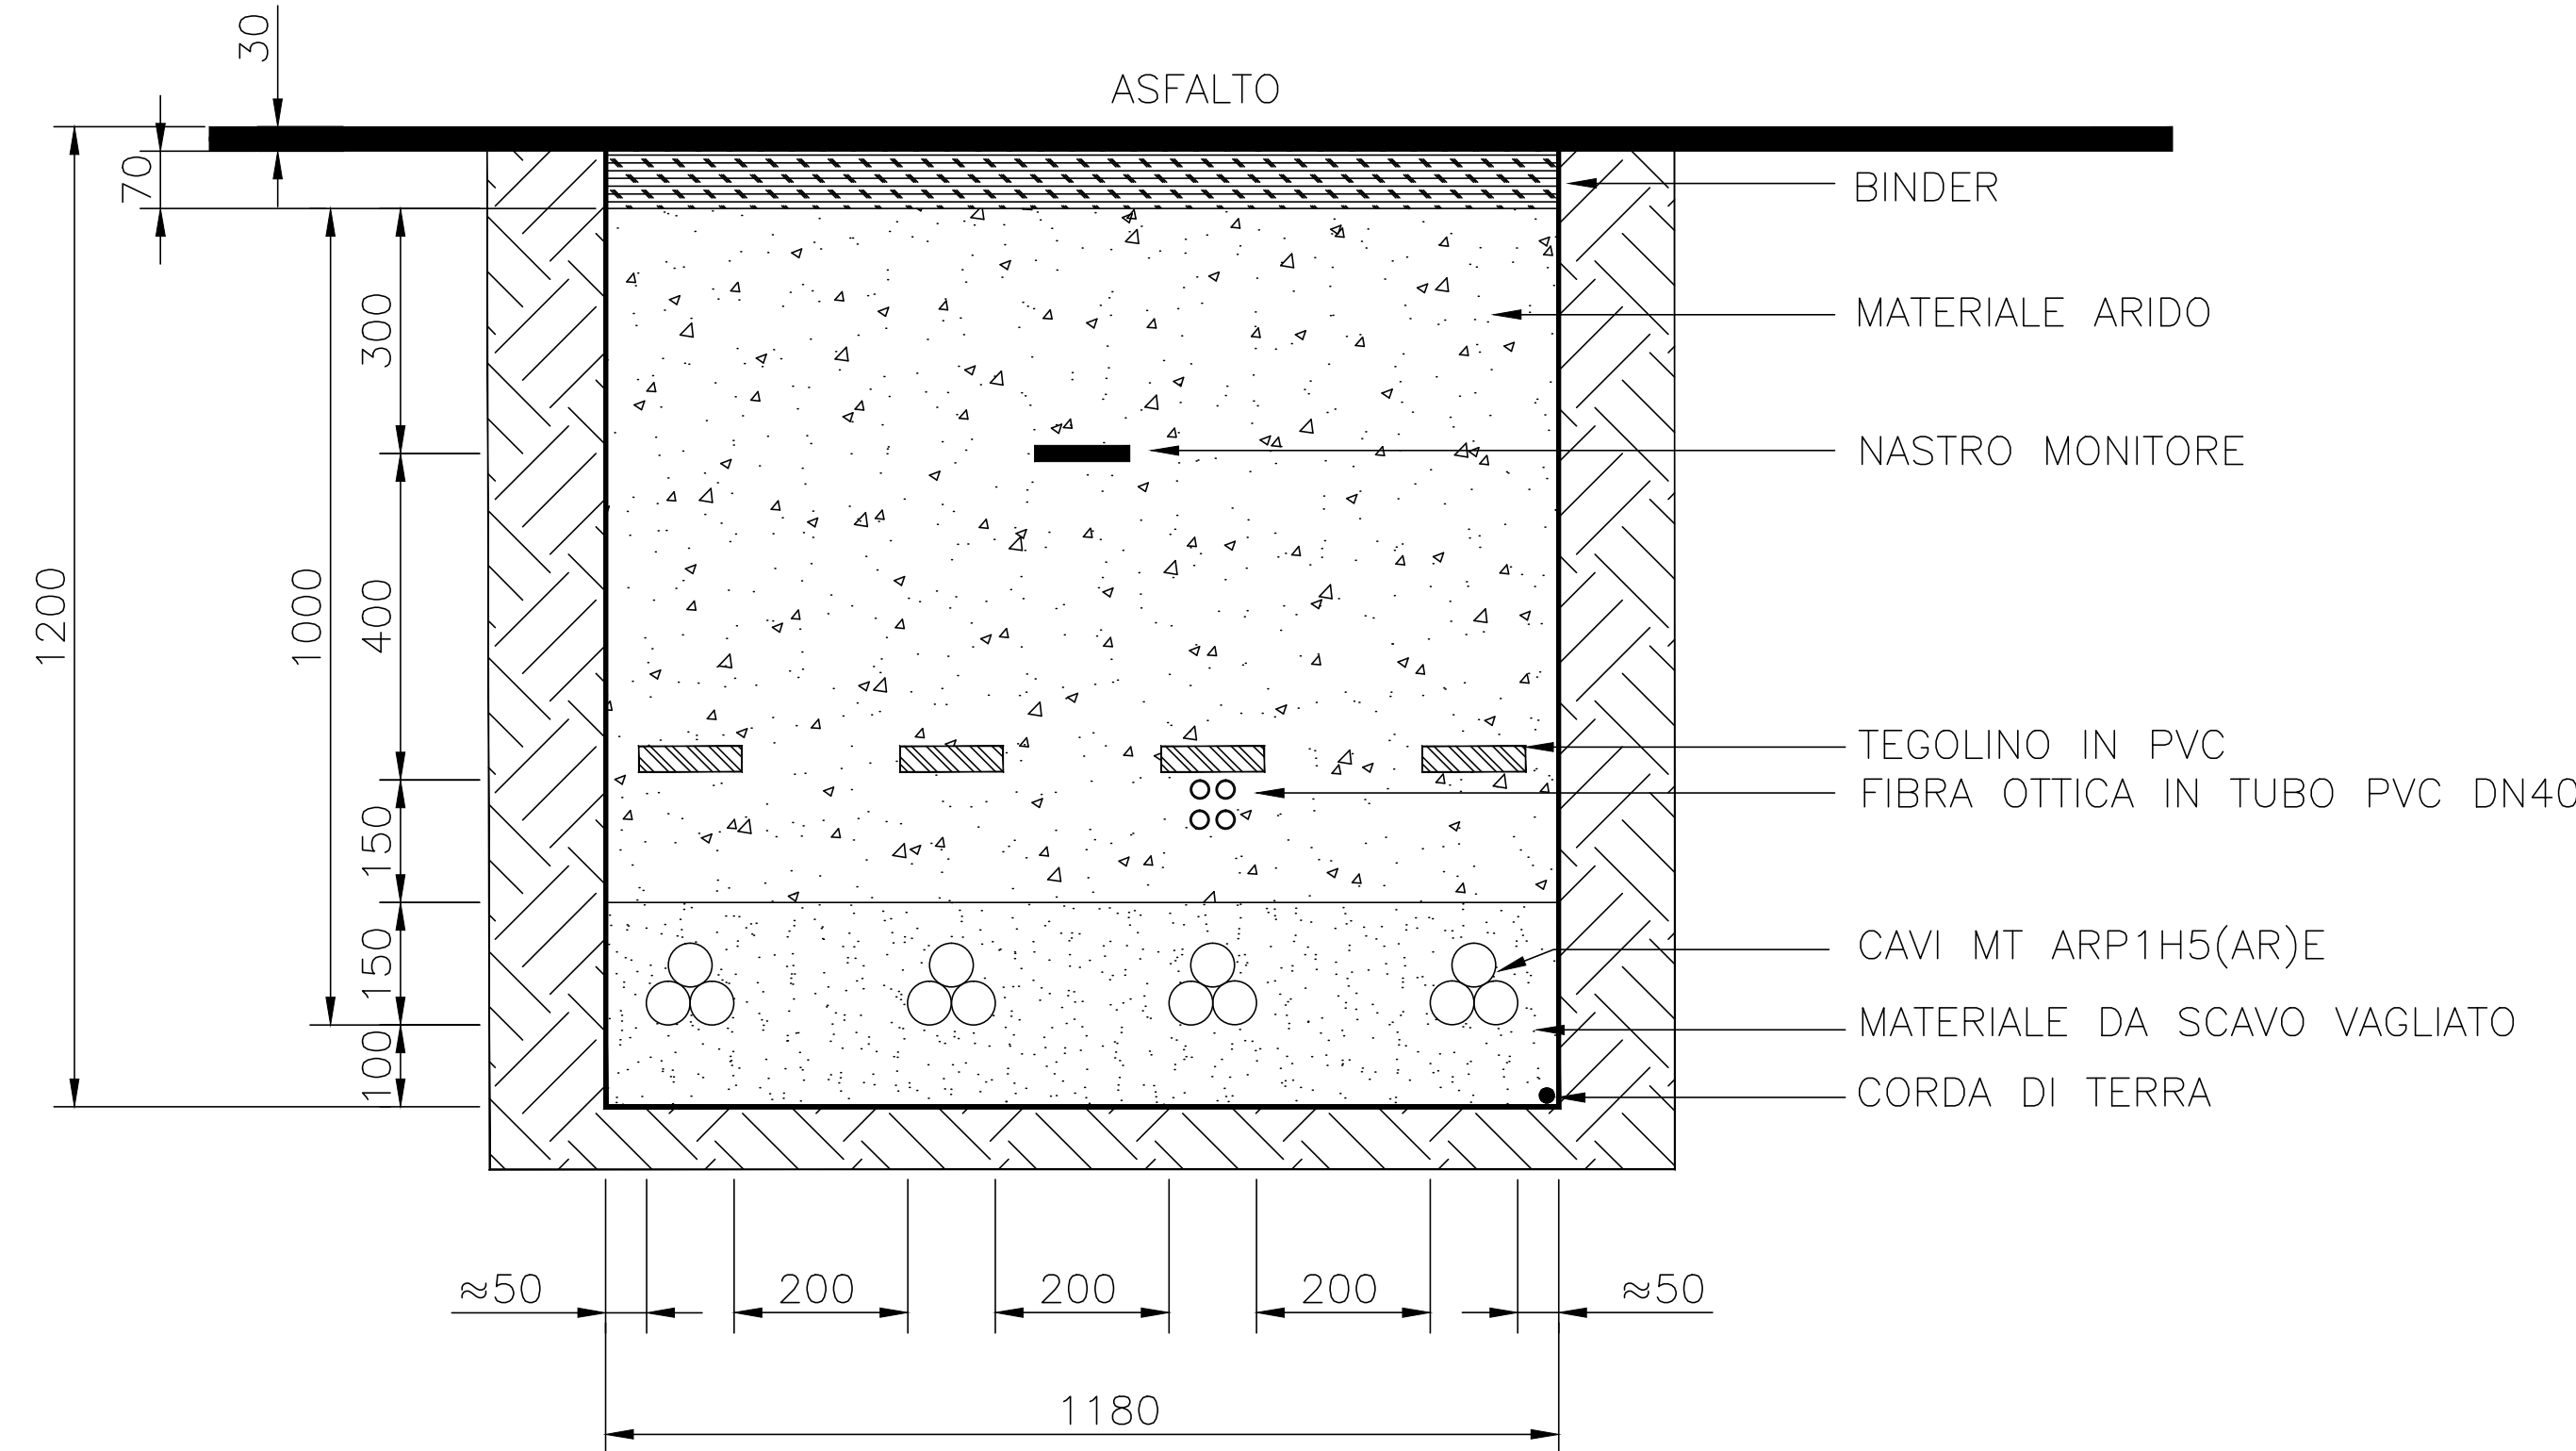 30
ASFALTO
70
BINDER
300
MATERIALE ARIDO
NASTRO MONITORE
1200
1000
400
TEGOLINO IN PVC
FIBRA OTTICA IN TUBO PVC DN40
150
150
CAVI MT ARP1H5(AR)E
MATERIALE DA SCAVO VAGLIATO
100
CORDA DI TERRA
≈50
200
200
200
≈50
1180